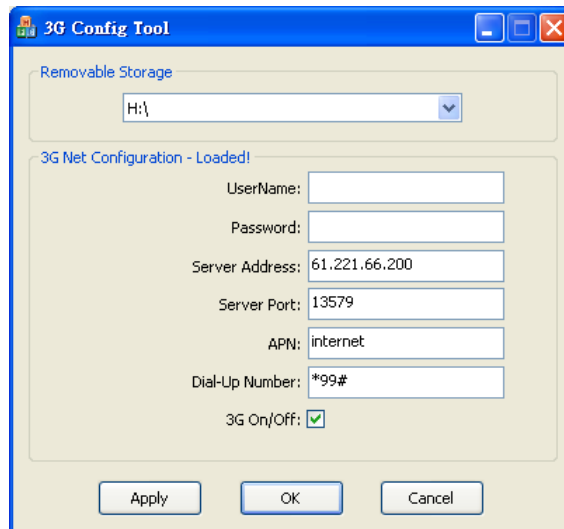 3G Config Tool
Removable Storage
H:\
3G Net Configuration - Loaded!
UserName:
Password:
Server Address: 61.221.66.200
Server Port: 13579
APN: internet
Dial-Up Number: *99#
3G On/Off:
Apply OK Cancel